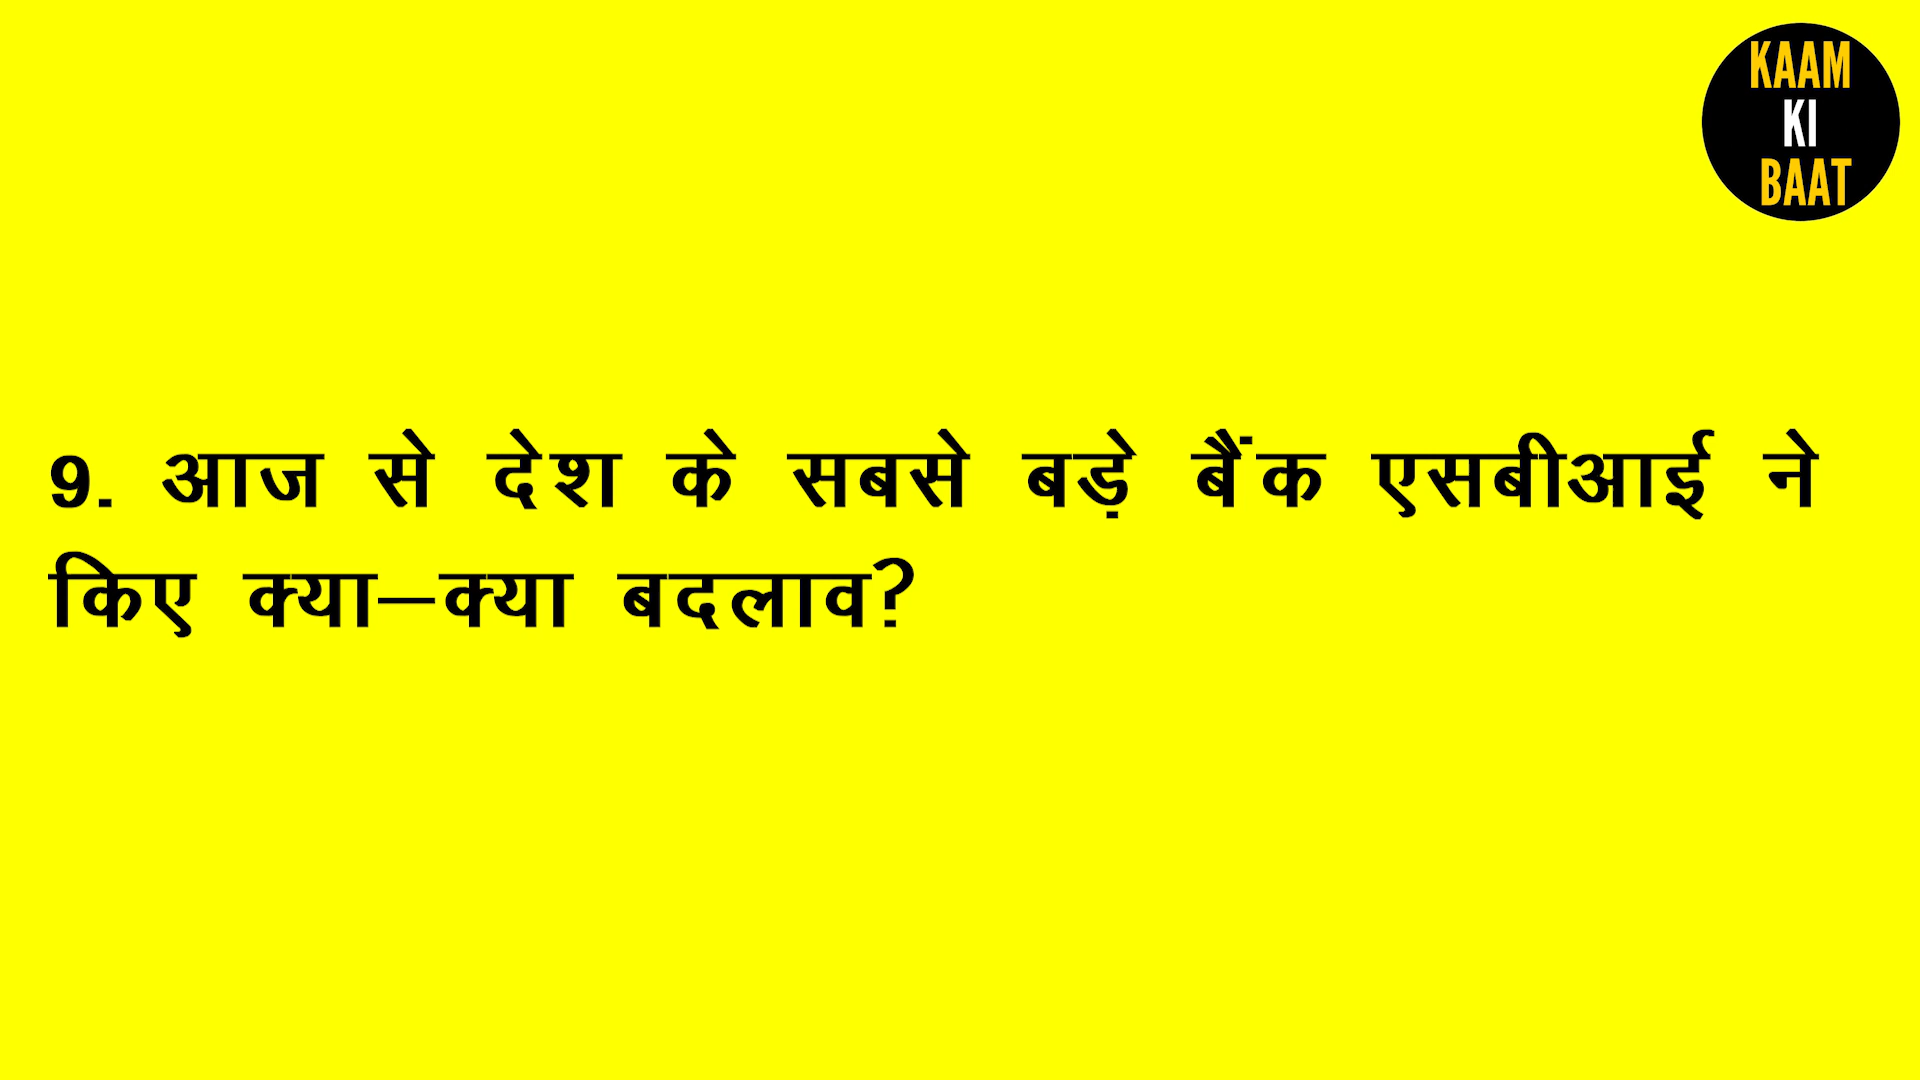 KAAM
KI
BAAT
9. आज से देश के सबसे बड़े बैंक एसबीआई ने
किए क्या–क्या बदलाव?